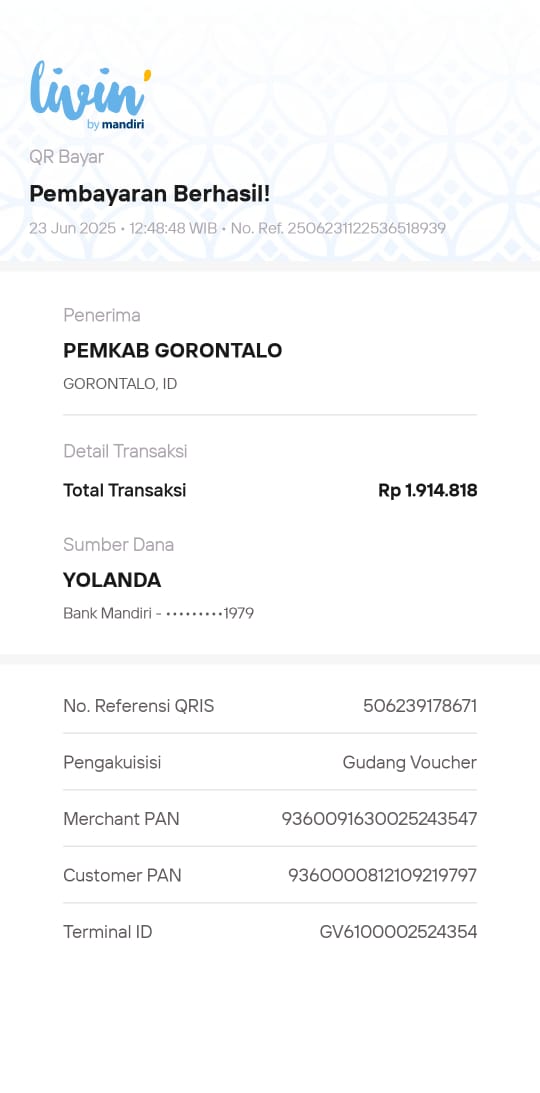 livin'
by mandiri
QR Bayar
Pembayaran Berhasil!
23 Jun 2025 • 12:48:48 WIB • No. Ref. 2506231122536518939
Penerima
PEMKAB GORONTALO
GORONTALO, ID
Detail Transaksi
Total Transaksi Rp 1.914.818
Sumber Dana
YOLANDA
Bank Mandiri - •••••••••1979
No. Referensi QRIS 506239178671
Pengakuisisi Gudang Voucher
Merchant PAN 9360091630025243547
Customer PAN 9360000812109219797
Terminal ID GV6100002524354